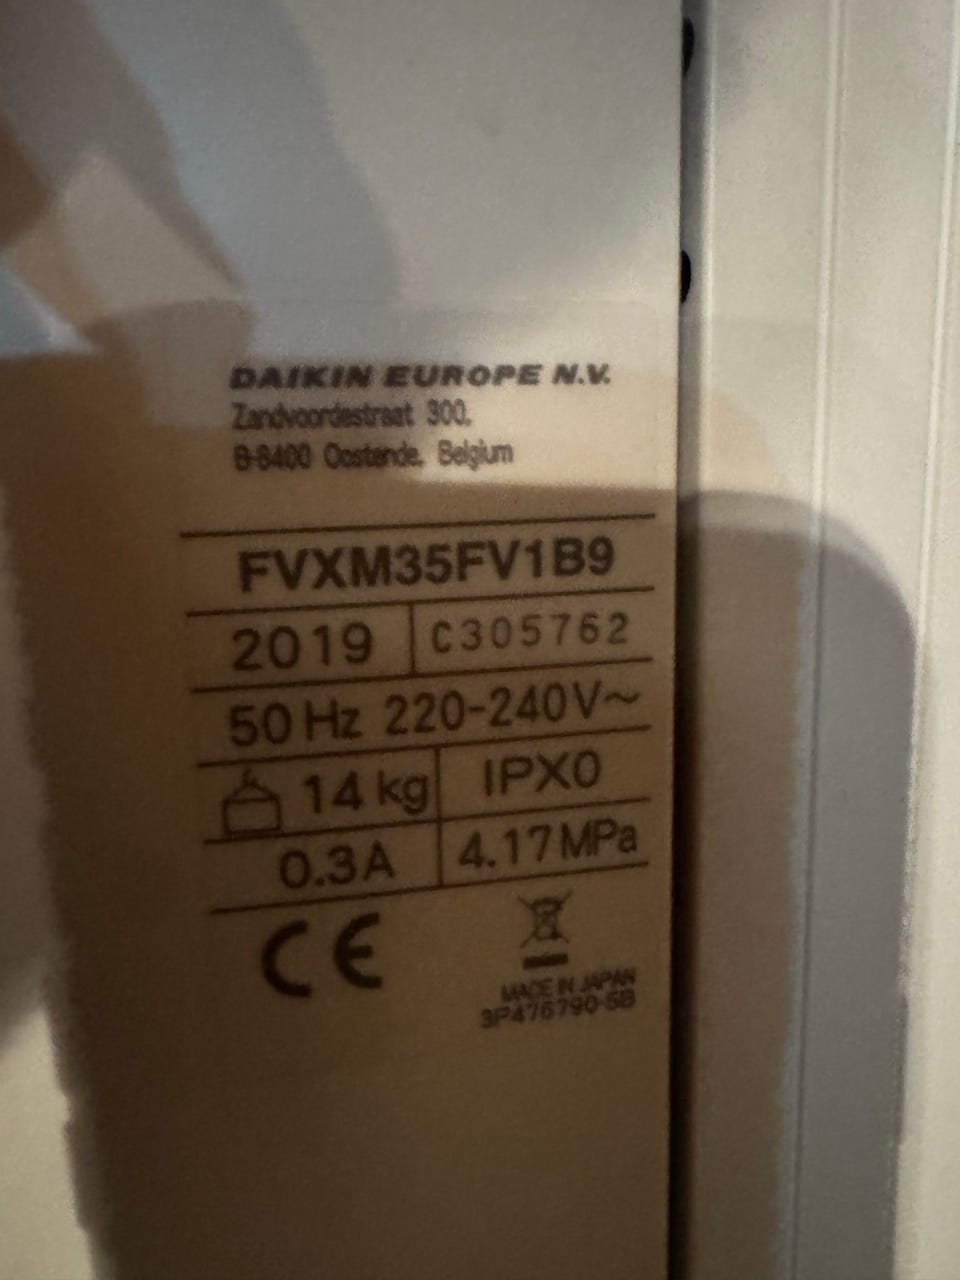 DAIKIN EUROPE N.V.
Zandvoordestraat 300,
B-8400 Oostende, Belgium
FVXM35FV1B9
2019 C305762
50 Hz 220-240V~
14 kg IPX0
0.3A 4.17MPa
CE
MADE IN JAPAN
3P476790-5B